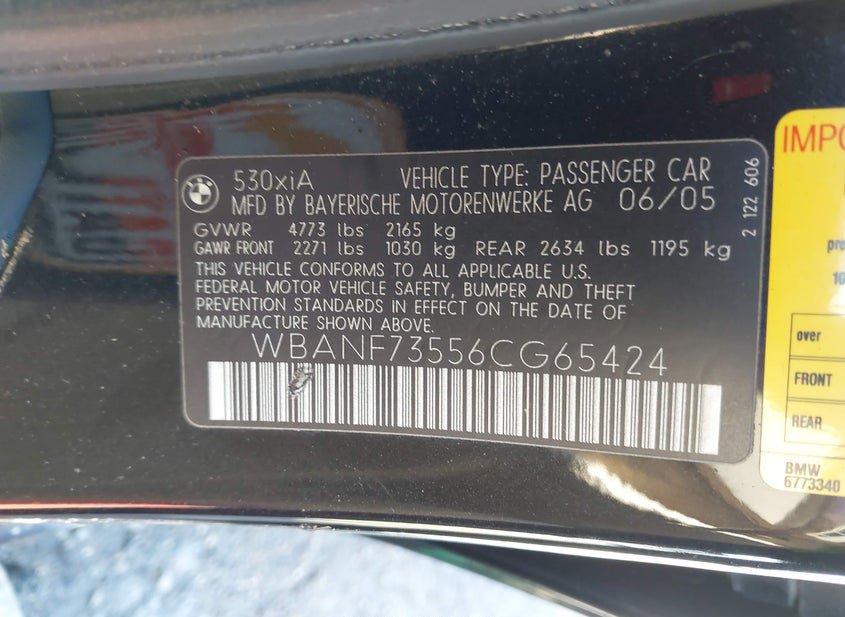 530xiA VEHICLE TYPE: PASSENGER CAR
MFD BY BAYERISCHE MOTORENWERKE AG 06/05
GVWR 4773 lbs 2165 kg
GAWR FRONT 2271 lbs 1030 kg REAR 2634 lbs 1195 kg
THIS VEHICLE CONFORMS TO ALL APPLICABLE U.S.
FEDERAL MOTOR VEHICLE SAFETY, BUMPER AND THEFT
PREVENTION STANDARDS IN EFFECT ON THE DATE OF
MANUFACTURE SHOWN ABOVE.
WBANF73556CG65424
2 122 606
over
FRONT
REAR
BMW
6773340